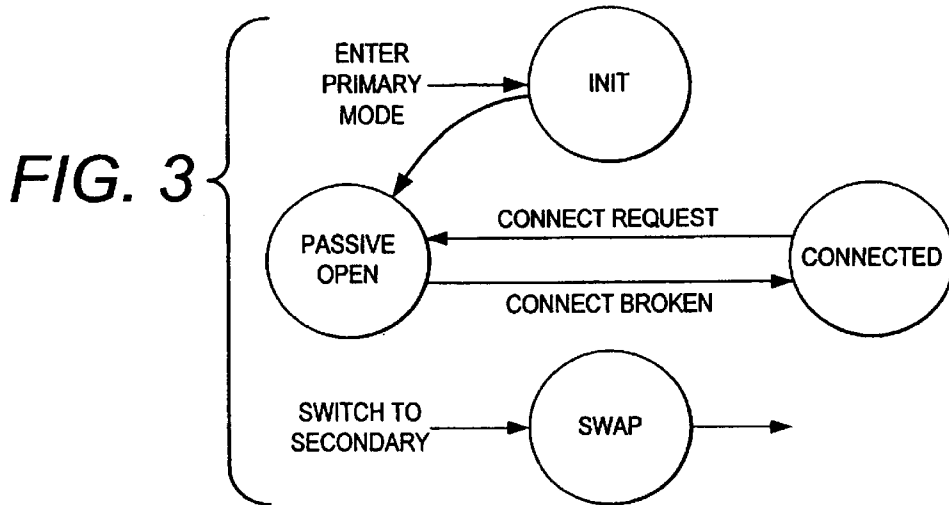 FIG. 3
ENTER
PRIMARY
MODE
INIT
PASSIVE
OPEN
CONNECT REQUEST
CONNECT BROKEN
CONNECTED
SWITCH TO
SECONDARY
SWAP